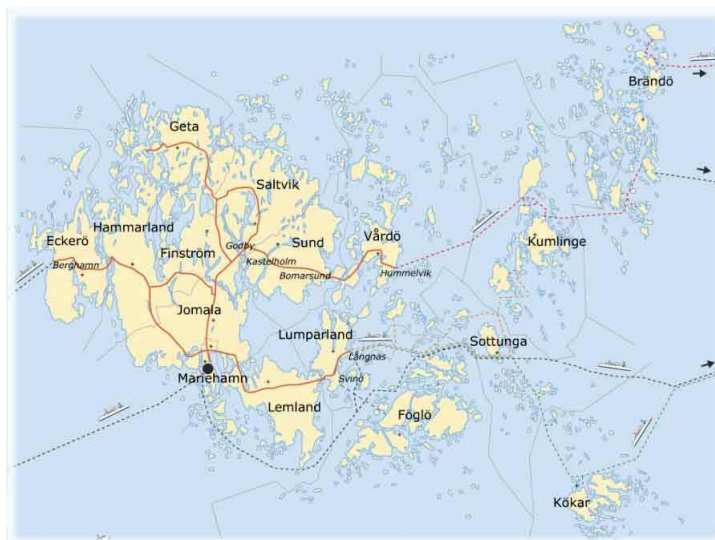 Brändö
Geta
Saltvik
Hammarland
Eckerö
Vårdö
Finström
Godby
Sund
Kumlinge
Kastelholm
Berghamn
Hummelvik
Bomarsund
Jomala
Lumparland
Sottunga
Långnäs
Mariehamn
Svinö
Lemland
Föglö
Kökar